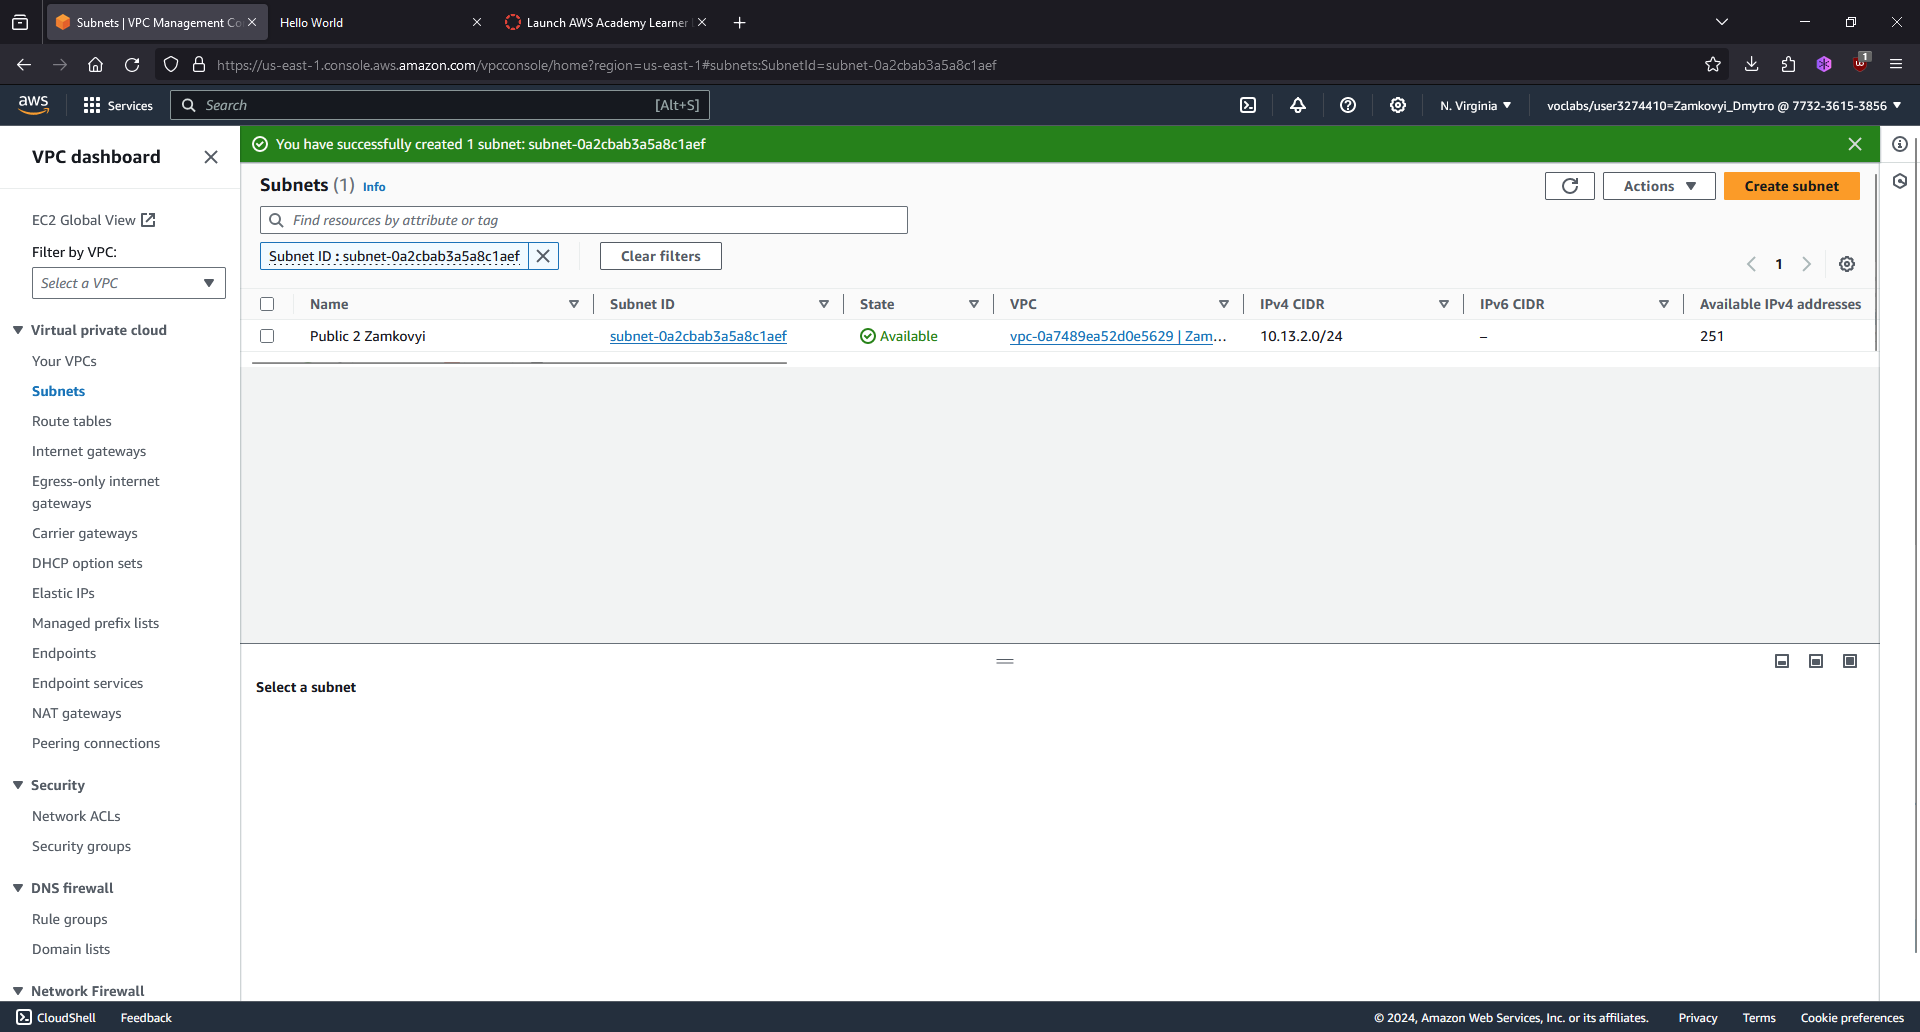 Subnets | VPC Management Co
Hello World
Launch AWS Academy Learner
https://us-east-1.console.aws.amazon.com/vpcconsole/home?region=us-east-1#subnets:SubnetId=subnet-0a2cbab3a5a8c1aef
1
aws
Services
Search
[Alt+S]
N. Virginia
voclabs/user3274410=Zamkovyi_Dmytro @ 7732-3615-3856
VPC dashboard
EC2 Global View
Filter by VPC:
Select a VPC
Virtual private cloud
Your VPCs
Subnets
Route tables
Internet gateways
Egress-only internet
gateways
Carrier gateways
DHCP option sets
Elastic IPs
Managed prefix lists
Endpoints
Endpoint services
NAT gateways
Peering connections
Security
Network ACLs
Security groups
DNS firewall
Rule groups
Domain lists
Network Firewall
You have successfully created 1 subnet: subnet-0a2cbab3a5a8c1aef
Subnets (1) Info
Actions
Create subnet
Find resources by attribute or tag
Subnet ID : subnet-0a2cbab3a5a8c1aef
Clear filters
1
Name Subnet ID State VPC IPv4 CIDR IPv6 CIDR Available IPv4 addresses
Public 2 Zamkovyi subnet-0a2cbab3a5a8c1aef Available vpc-0a7489ea52d0e5629 | Zam... 10.13.2.0/24 – 251
Select a subnet
CloudShell
Feedback
© 2024, Amazon Web Services, Inc. or its affiliates.
Privacy
Terms
Cookie preferences